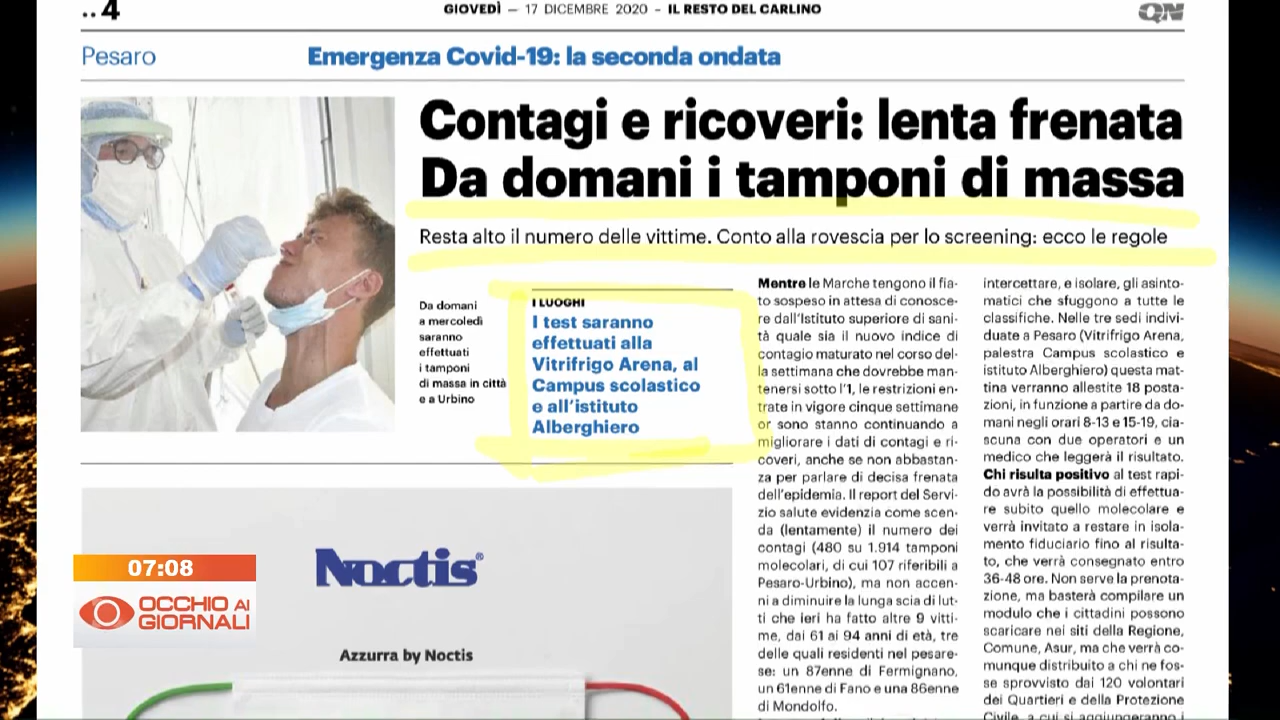 ..4
GIOVEDÌ — 17 DICEMBRE 2020 – IL RESTO DEL CARLINO
QN
Pesaro
Emergenza Covid-19: la seconda ondata
Contagi e ricoveri: lenta frenata
Da domani i tamponi di massa
Resta alto il numero delle vittime. Conto alla rovescia per lo screening: ecco le regole
Da domani
a mercoledì
saranno
effettuati
i tamponi
di massa in città
e a Urbino
I LUOGHI
I test saranno
effettuati alla
Vitrifrigo Arena, al
Campus scolastico
e all'istituto
Alberghiero
Mentre le Marche tengono il fia-
to sospeso in attesa di conosce-
re dall'Istituto superiore di sani-
tà quale sia il nuovo indice di
contagio maturato nel corso del-
la settimana che dovrebbe man-
tenersi sotto l'1, le restrizioni en-
trate in vigore cinque settimane
or sono stanno continuando a
migliorare i dati di contagi e ri-
coveri, anche se non abbastan-
za per parlare di decisa frenata
dell'epidemia. Il report del Servi-
zio salute evidenzia come scen-
da (lentamente) il numero dei
contagi (480 su 1.914 tamponi
molecolari, di cui 107 riferibili a
Pesaro-Urbino), ma non accen-
ni a diminuire la lunga scia di lut-
ti che ieri ha fatto altre 9 vitti-
me, dai 61 ai 94 anni di età, tre
delle quali residenti nel pesare-
se: un 87enne di Fermignano,
un 61enne di Fano e una 86enne
di Mondolfo.
intercettare, e isolare, gli asinto-
matici che sfuggono a tutte le
classifiche. Nelle tre sedi indivi-
duate a Pesaro (Vitrifrigo Arena,
palestra Campus scolastico e
istituto Alberghiero) questa mat-
tina verranno allestite 18 posta-
zioni, in funzione a partire da do-
mani negli orari 8-13 e 15-19, cia-
scuna con due operatori e un
medico che leggerà il risultato.
Chi risulta positivo al test rapi-
do avrà la possibilità di effettua-
re subito quello molecolare e
verrà invitato a restare in isola-
mento fiduciario fino al risulta-
to, che verrà consegnato entro
36-48 ore. Non serve la prenota-
zione, ma basterà compilare un
modulo che i cittadini possono
scaricare nei siti della Regione,
Comune, Asur, ma che verrà co-
munque distribuito a chi ne fos-
se sprovvisto dai 120 volontari
dei Quartieri e della Protezione
Civile, a cui si aggiungeranno i
Noctis®
Azzurra by Noctis
07:08
OCCHIO AI
GIORNALI